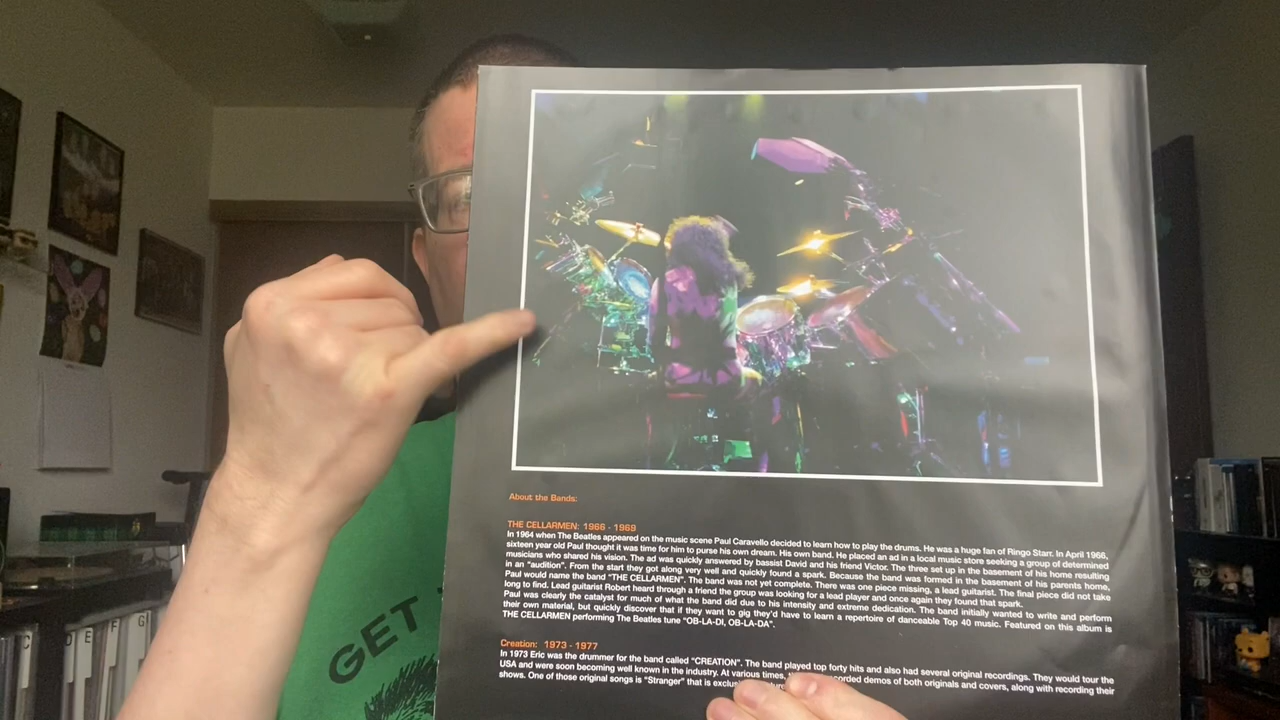 About the Bands:
THE CELLARMEN: 1966 - 1969
In 1964 when The Beatles appeared on the music scene Paul Caravello decided to learn how to play the drums. He was a huge fan of Ringo Starr. In April 1966,
sixteen year old Paul thought it was time for him to purse his own dream. His own band. He placed an ad in a local music store seeking a group of determined
musicians who shared his vision. The ad was quickly answered by bassist David and his friend Victor. The three set up in the basement of his home resulting
in an "audition". From the start they got along very well and quickly found a spark. Because the band was formed in the basement of his parents home,
Paul would name the band "THE CELLARMEN". The band was not yet complete. There was one piece missing, a lead guitarist. The final piece did not take
long to find. Lead guitarist Robert heard through a friend the group was looking for a lead player and once again they found that spark.
Paul was clearly the catalyst for much of what the band did due to his intensity and extreme dedication. The band initially wanted to write and perform
their own material, but quickly discover that if they want to gig they'd have to learn a repertoire of danceable Top 40 music. Featured on this album is
THE CELLARMEN performing The Beatles tune "OB-LA-DI, OB-LA-DA".
Creation: 1973 - 1977
In 1973 Eric was the drummer for the band called "CREATION". The band played top forty hits and also had several original recordings. They would tour the
USA and were soon becoming well known in the industry. At various times, demos of both originals and covers, along with recording their
shows. One of those original songs is "Stranger" that is
GET
E
F
G